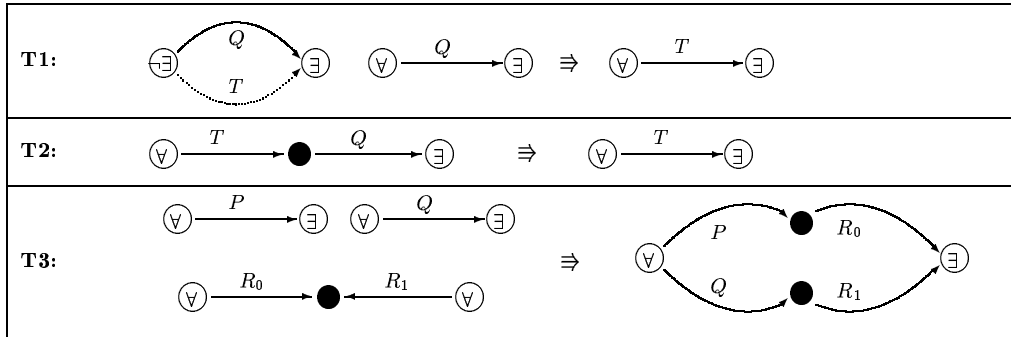 T1: ¬∃ Q T ∃ ∀ Q ∃ ⇛ ∀ T ∃
T2: ∀ T Q ∃ ⇛ ∀ T ∃
∀ P ∃ ∀ Q ∃
T3: ⇛ ∀ P Q R₀ R₁ ∃
∀ R₀ R₁ ∀